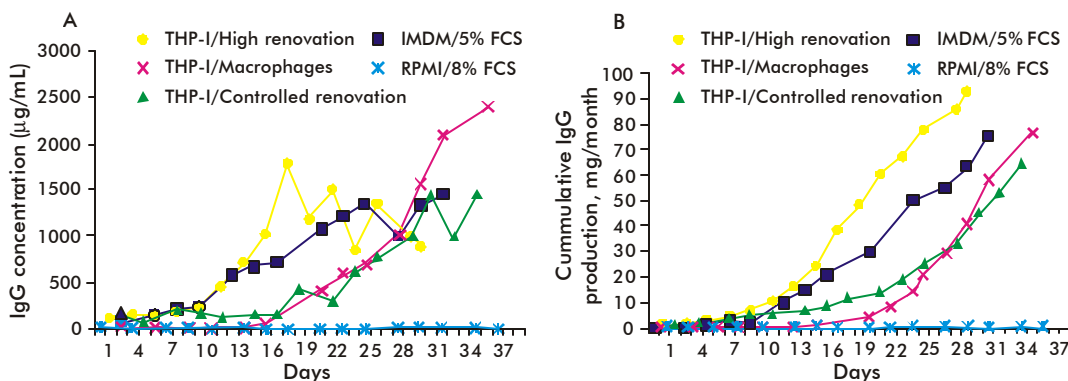 A
THP-I/High renovation
IMDM/5% FCS
THP-I/Macrophages
RPMI/8% FCS
THP-I/Controlled renovation
IgG concentration (µg/mL)
3000
2500
2000
1500
1000
500
0
1 4 7 10 13 16 19 22 25 28 31 34 37
Days
B
THP-I/High renovation
IMDM/5% FCS
THP-I/Macrophages
RPMI/8% FCS
THP-I/Controlled renovation
Cummulative IgG
production, mg/month
100
90
80
70
60
50
40
30
20
10
0
1 4 7 10 13 16 19 22 25 28 31 34 37
Days